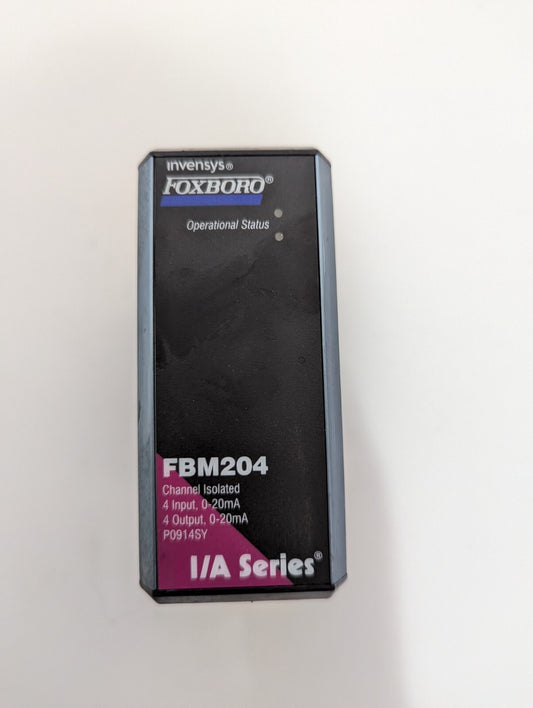 invensys®
FOXBORO®
Operational Status
FBM204
Channel Isolated
4 Input, 0-20mA
4 Output, 0-20mA
P0914SY
I/A Series®